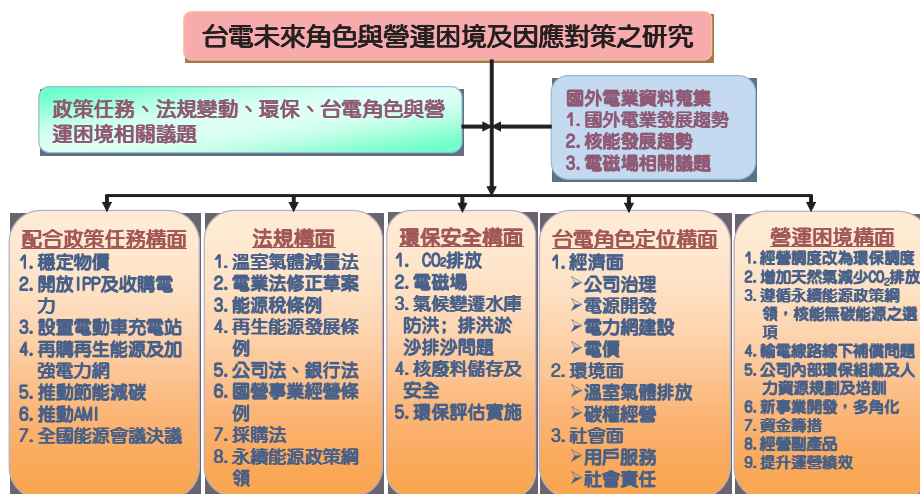 台電未來角色與營運困境及因應對策之研究
政策任務、法規變動、環保、台電角色與營
運困境相關議題
國外電業資料蒐集
1. 國外電業發展趨勢
2. 核能發展趨勢
3. 電磁場相關議題
配合政策任務構面
1. 穩定物價
2. 開放IPP及收購電
力
3. 設置電動車充電站
4. 再購再生能源及加
強電力網
5. 推動節能減碳
6. 推動AMI
7. 全國能源會議決議
法規構面
1. 溫室氣體減量法
2. 電業法修正草案
3. 能源稅條例
4. 再生能源發展條
例
5. 公司法、銀行法
6. 國營事業經營條
例
7. 採購法
8. 永續能源政策綱
領
環保安全構面
1. CO₂排放
2. 電磁場
3. 氣候變遷水庫
防洪；排洪淤
沙排沙問題
4. 核廢料儲存及
安全
5. 環保評估實施
台電角色定位構面
1. 經濟面
➢公司治理
➢電源開發
➢電力網建設
➢電價
2. 環境面
➢溫室氣體排放
➢碳權經營
3. 社會面
➢用戶服務
➢社會責任
營運困境構面
1. 經營調度改為環保調度
2. 增加天然氣減少CO₂排放
3. 遵循永續能源政策綱
領，核能無碳能源之選
項
4. 輸電線路線下補償問題
5. 公司內部環保組織及人
力資源規劃及培訓
6. 新事業開發，多角化
7. 資金籌措
8. 經營副產品
9. 提升運營績效